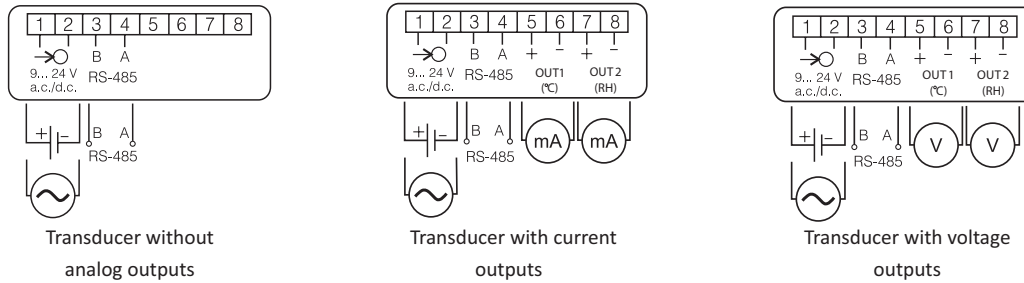 1 2 3 4 5 6 7 8
B A
9... 24 V RS-485
a.c./d.c.
+ - B A
RS-485
Transducer without
analog outputs
1 2 3 4 5 6 7 8
B A + - + -
9... 24 V RS-485 OUT1 OUT2
a.c./d.c. (℃) (RH)
+ - B A mA mA
RS-485
Transducer with current
outputs
1 2 3 4 5 6 7 8
B A + - + -
9... 24 V RS-485 OUT1 OUT2
a.c./d.c. (℃) (RH)
+ - B A V V
RS-485
Transducer with voltage
outputs